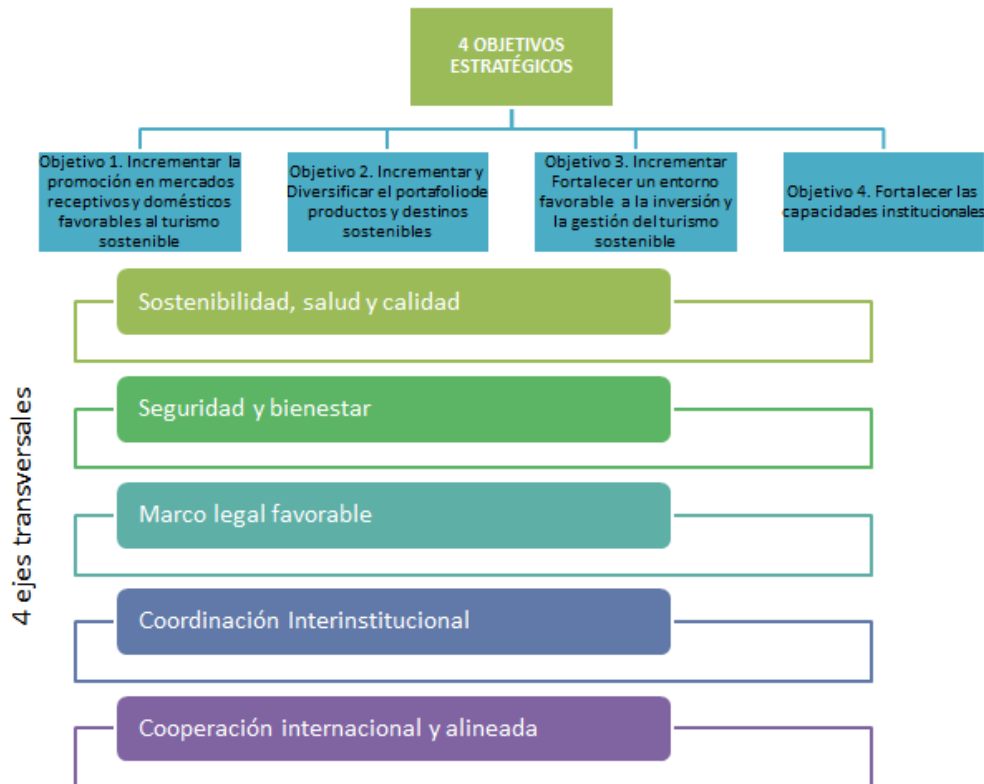 4 OBJETIVOS
ESTRATÉGICOS
Objetivo 1. Incrementar la
promoción en mercados
receptivos y domésticos
favorables al turismo
sostenible
Objetivo 2. Incrementar y
Diversificar el portafoliode
productos y destinos
sostenibles
Objetivo 3. Incrementar
Fortalecer un entorno
favorable a la inversión y
la gestión del turismo
sostenible
Objetivo 4. Fortalecer las
capacidades institucionales
4 ejes transversales
Sostenibilidad, salud y calidad
Seguridad y bienestar
Marco legal favorable
Coordinación Interinstitucional
Cooperación internacional y alineada